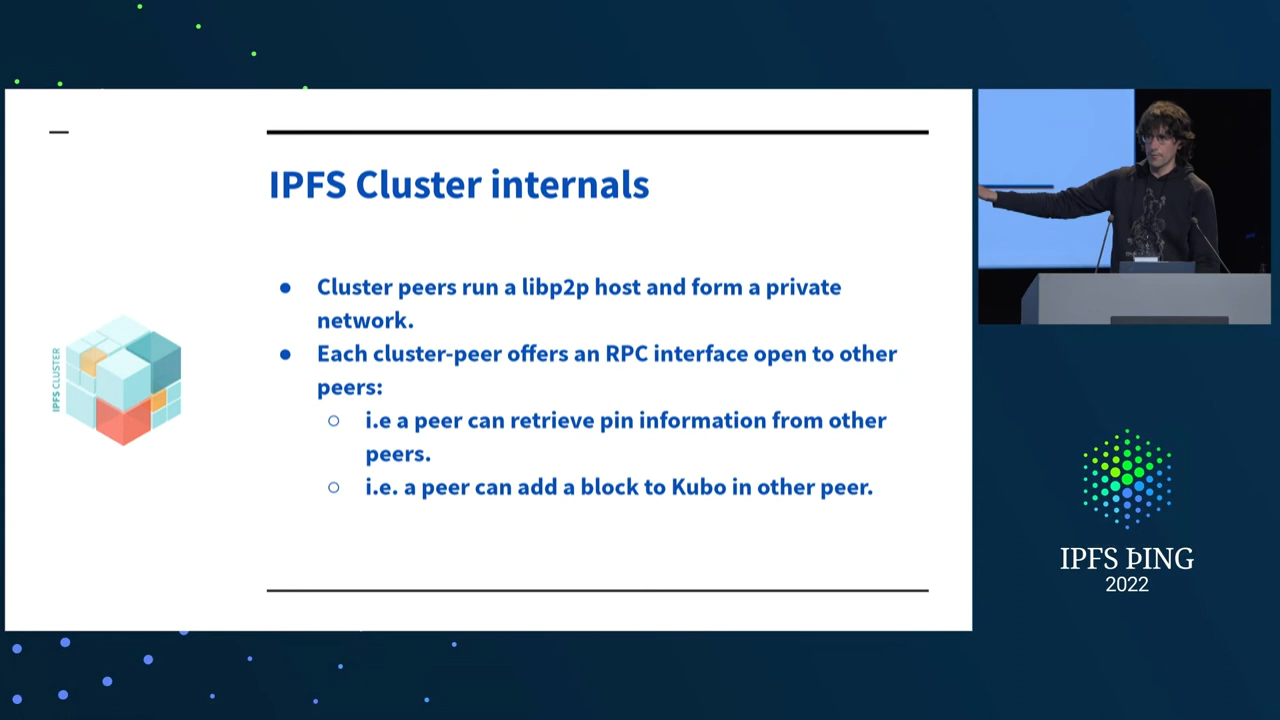 IPFS Cluster internals
● Cluster peers run a libp2p host and form a private
network.
● Each cluster-peer offers an RPC interface open to other
peers:
○ i.e a peer can retrieve pin information from other
peers.
○ i.e. a peer can add a block to Kubo in other peer.
IPFS CLUSTER
IPFS ÞING
2022